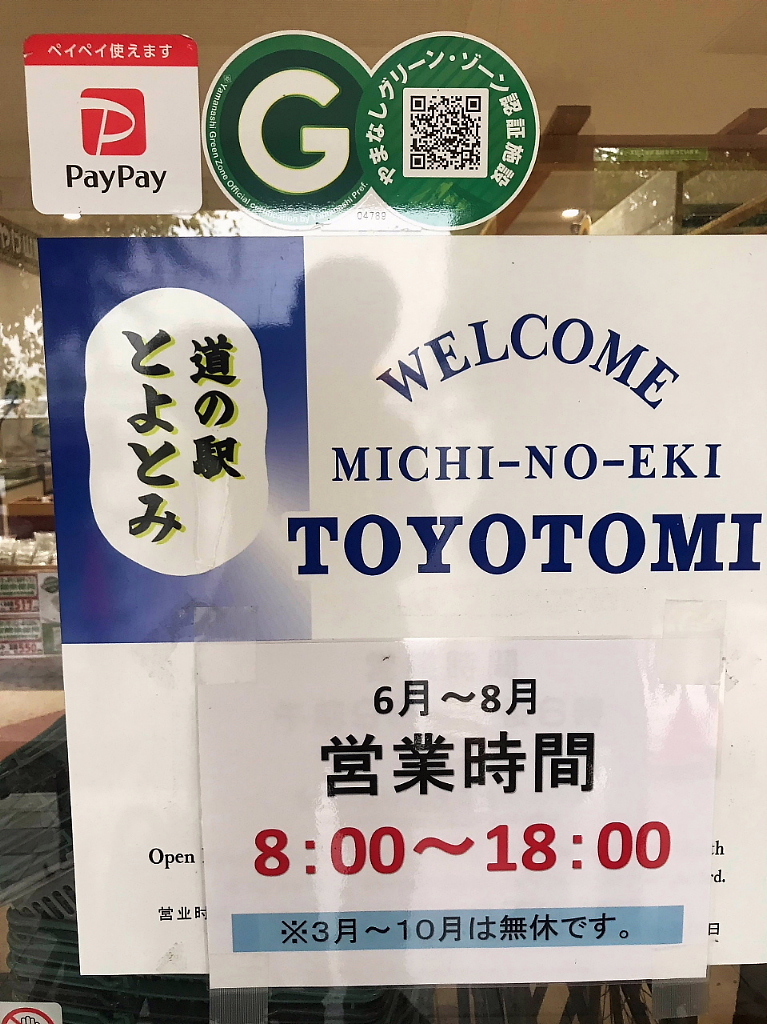 ペイペイ使えます
PayPay
G
やまなしグリーン・ゾーン認証施設
04789
道の駅
とよとみ
WELCOME
MICHI-NO-EKI
TOYOTOMI
6月～8月
営業時間
8:00～18:00
※3月～10月は無休です。
Open
営业时
日